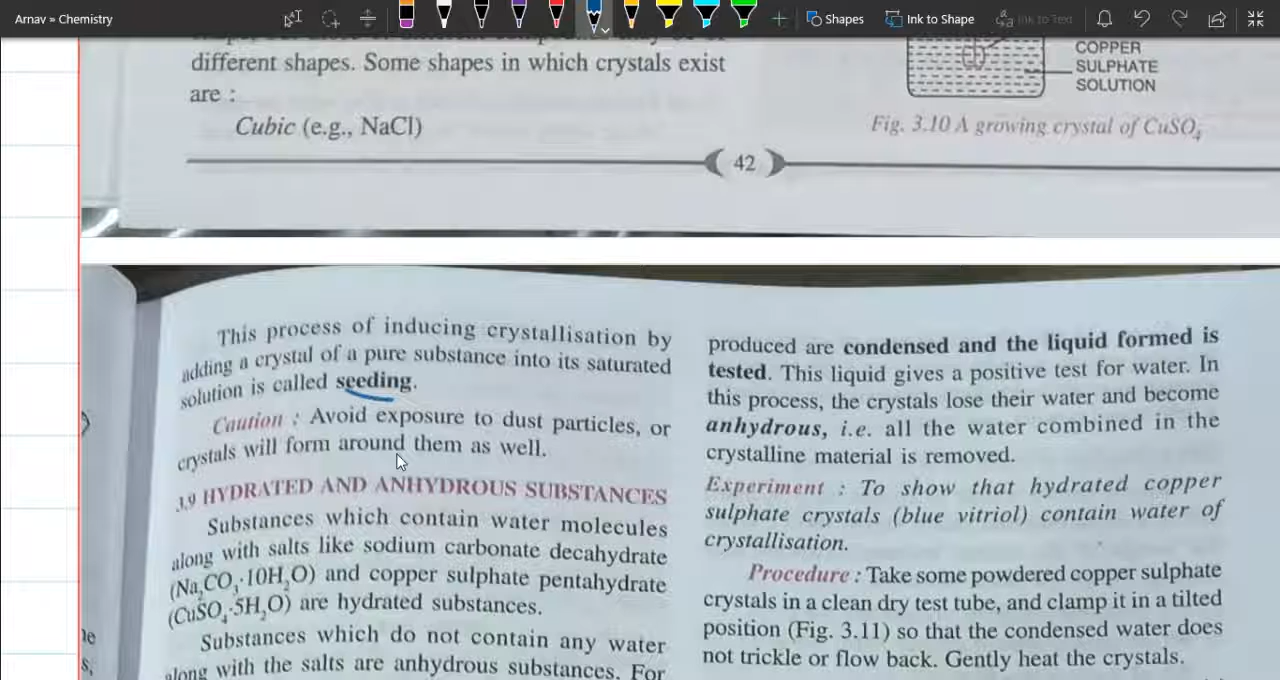 Arnav » Chemistry
Shapes
Ink to Shape
Ink to Text
different shapes. Some shapes in which crystals exist
are :
Cubic (e.g., NaCl)
COPPER
SULPHATE
SOLUTION
Fig. 3.10 A growing crystal of CuSO4
42
This process of inducing crystallisation by
adding a crystal of a pure substance into its saturated
solution is called seeding.
Caution : Avoid exposure to dust particles, or
crystals will form around them as well.
3.9 HYDRATED AND ANHYDROUS SUBSTANCES
Substances which contain water molecules
along with salts like sodium carbonate decahydrate
(Na2CO3·10H2O) and copper sulphate pentahydrate
(CuSO4·5H2O) are hydrated substances.
Substances which do not contain any water
along with the salts are anhydrous substances. For
produced are condensed and the liquid formed is
tested. This liquid gives a positive test for water. In
this process, the crystals lose their water and become
anhydrous, i.e. all the water combined in the
crystalline material is removed.
Experiment : To show that hydrated copper
sulphate crystals (blue vitriol) contain water of
crystallisation.
Procedure : Take some powdered copper sulphate
crystals in a clean dry test tube, and clamp it in a tilted
position (Fig. 3.11) so that the condensed water does
not trickle or flow back. Gently heat the crystals.